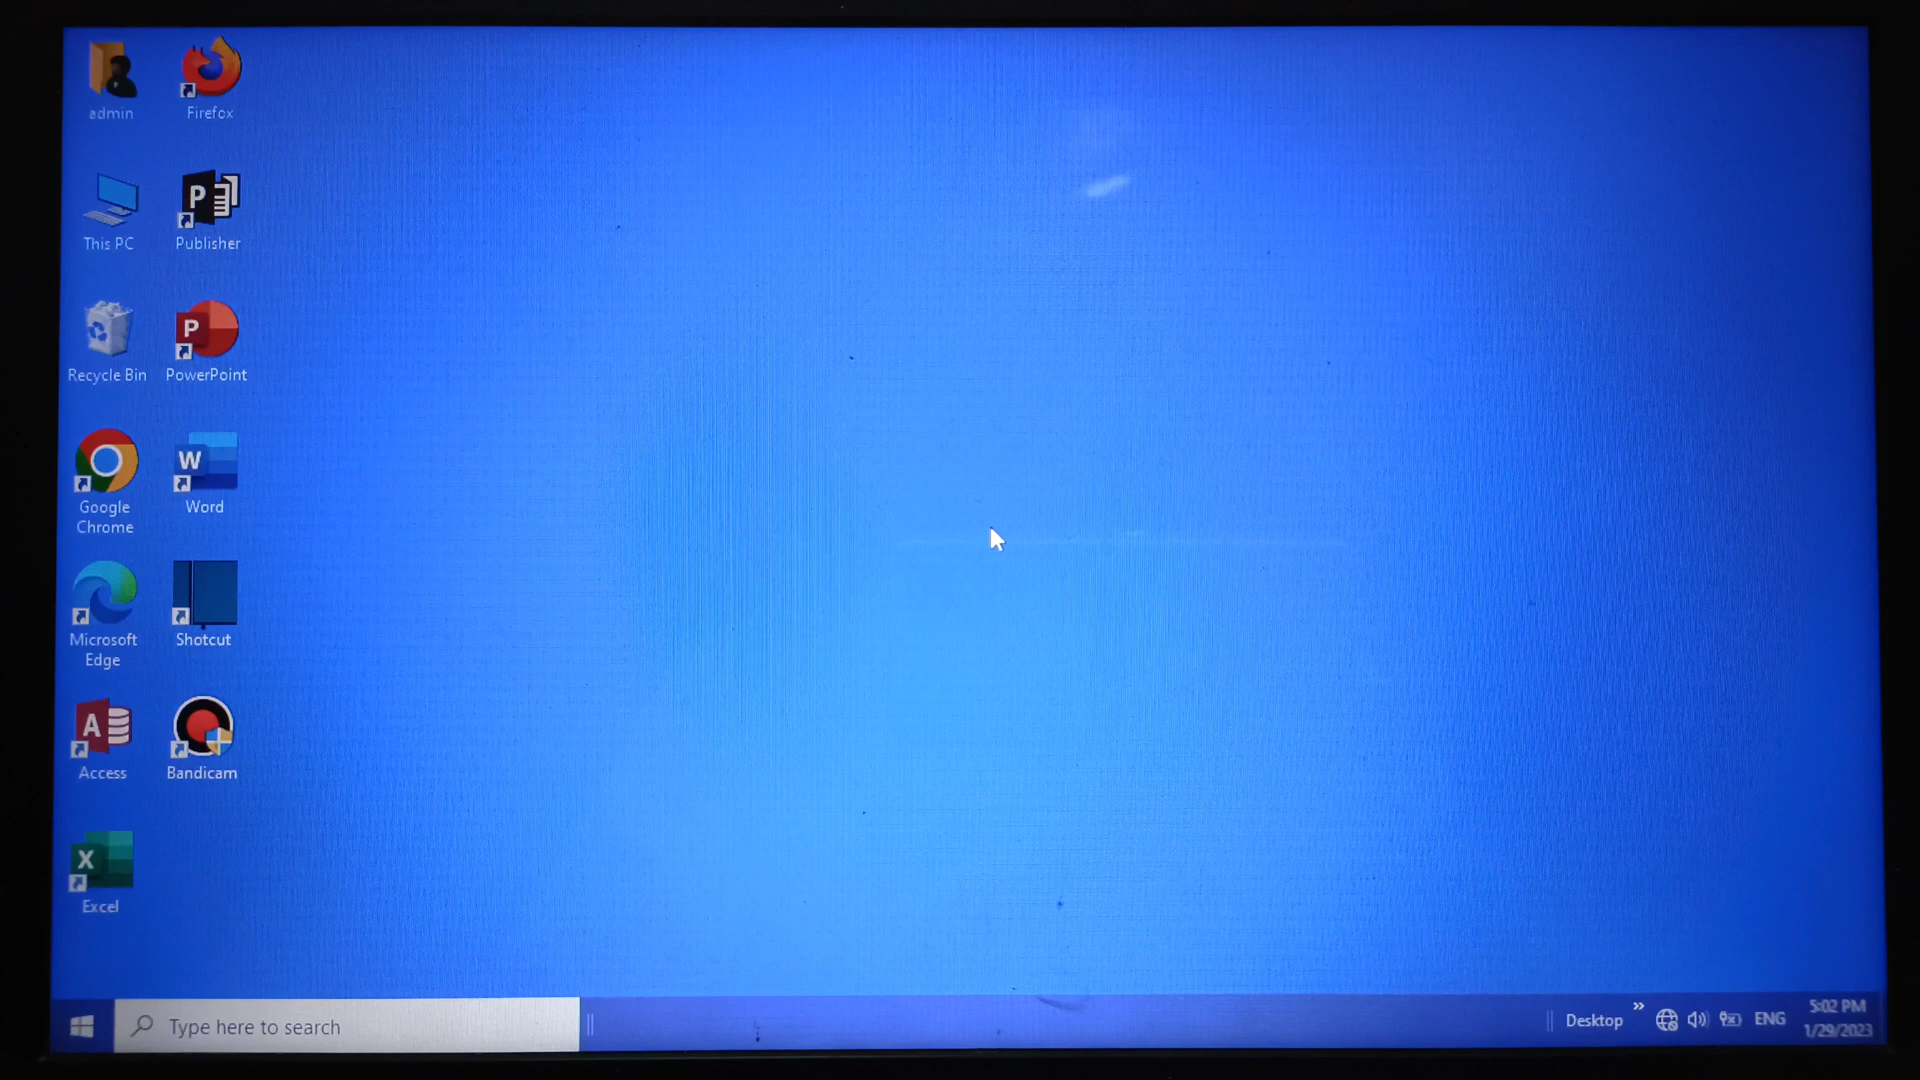 admin
Firefox
This PC
Publisher
Recycle Bin
PowerPoint
Google
Chrome
Word
Microsoft
Edge
Shotcut
Access
Bandicam
Excel
Type here to search
Desktop
ENG
5:02 PM
1/29/2023